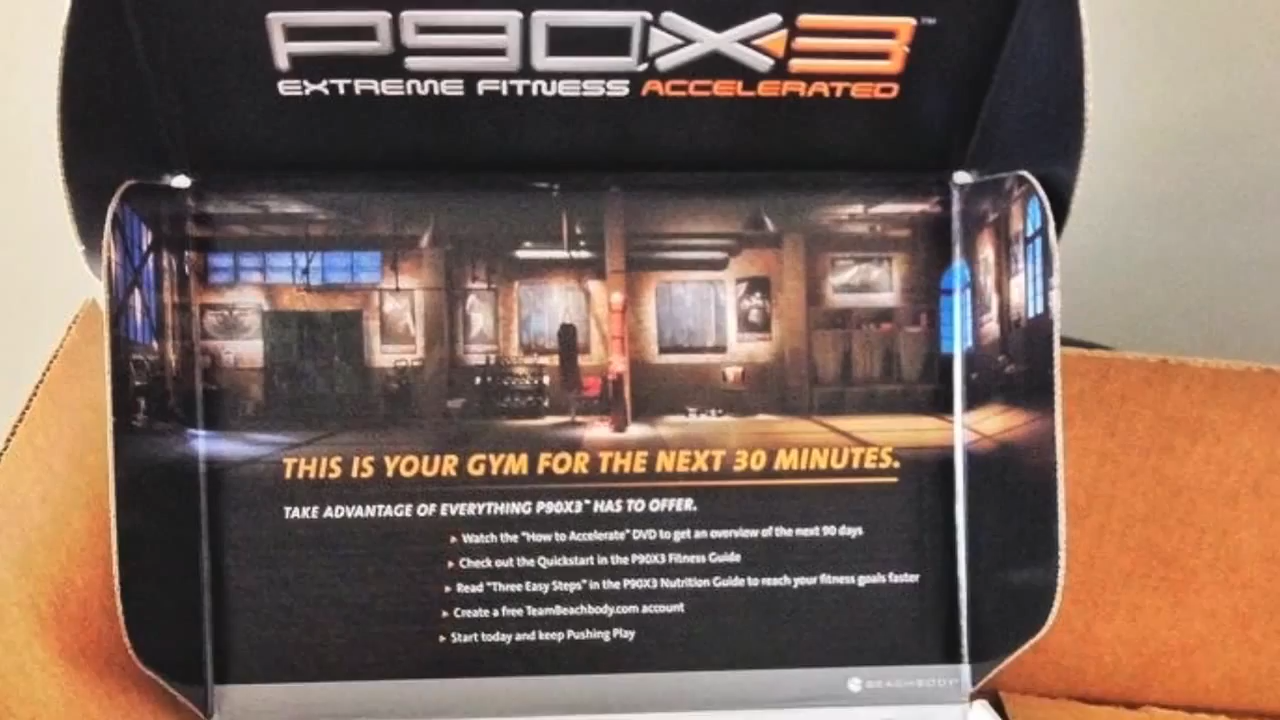 P90X3™
EXTREME FITNESS ACCELERATED
THIS IS YOUR GYM FOR THE NEXT 30 MINUTES.
TAKE ADVANTAGE OF EVERYTHING P90X3™ HAS TO OFFER.
▸ Watch the "How to Accelerate" DVD to get an overview of the next 90 days
▸ Check out the Quickstart in the P90X3 Fitness Guide
▸ Read "Three Easy Steps" in the P90X3 Nutrition Guide to reach your fitness goals faster
▸ Create a free TeamBeachbody.com account
▸ Start today and keep Pushing Play
BEACHBODY